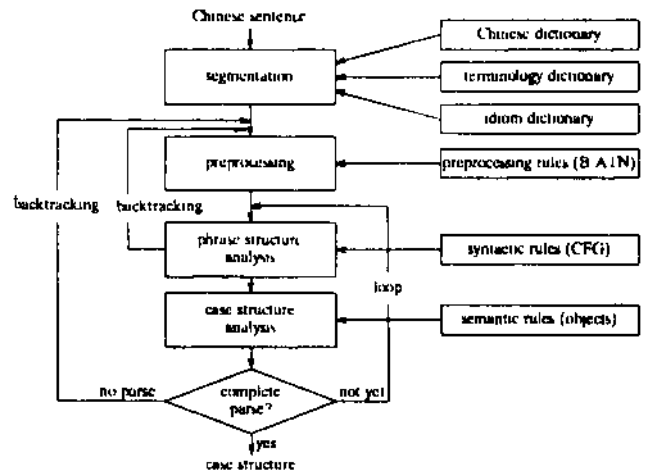 Chinese sentence
Chinese dictionary
segmentation
terminology dictionary
idiom dictionary
preprocessing
preprocessing rules (B ATN)
backtracking
backtracking
phrase structure
analysis
syntactic rules (CFG)
loop
case structure
analysis
semantic rules (objects)
no parse
complete
parse?
not yet
yes
case structure